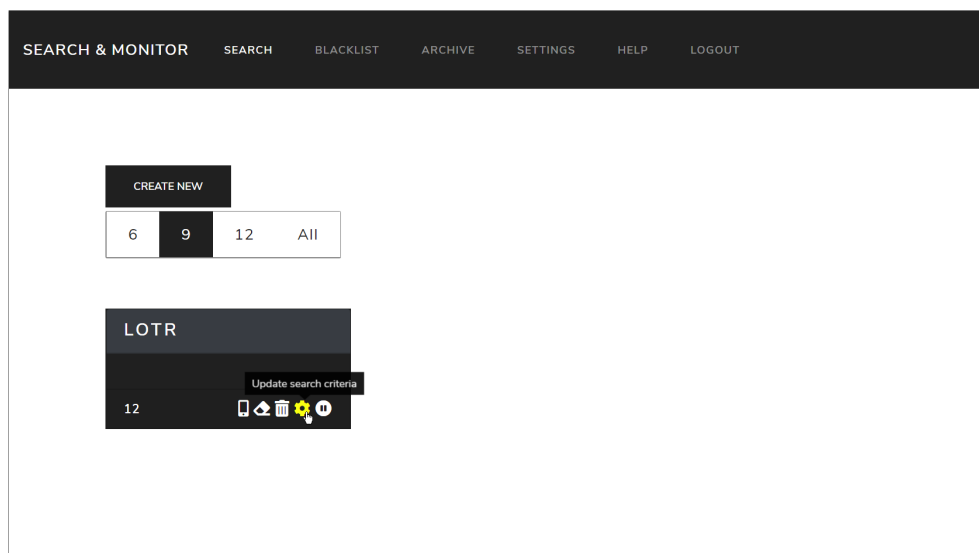 SEARCH & MONITOR SEARCH BLACKLIST ARCHIVE SETTINGS HELP LOGOUT
CREATE NEW
6 9 12 All
LOTR
Update search criteria
12